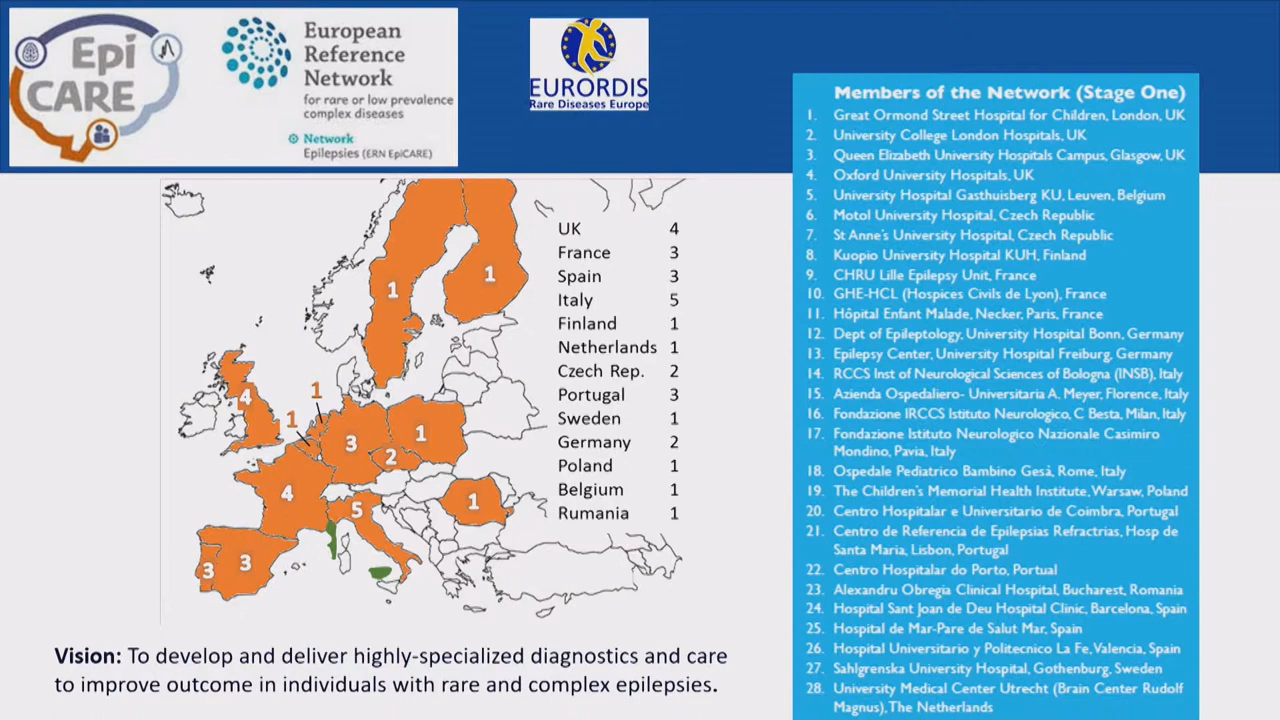 Epi
CARE
European
Reference
Network
for rare or low prevalence
complex diseases
Network
Epilepsies (ERN EpiCARE)
EURORDIS
Rare Diseases Europe
1
1
4
1
1
3
1
2
4
5
1
3
3
UK 4
France 3
Spain 3
Italy 5
Finland 1
Netherlands 1
Czech Rep. 2
Portugal 3
Sweden 1
Germany 2
Poland 1
Belgium 1
Rumania 1
Vision: To develop and deliver highly-specialized diagnostics and care
to improve outcome in individuals with rare and complex epilepsies.
Members of the Network (Stage One)
1. Great Ormond Street Hospital for Children, London, UK
2. University College London Hospitals, UK
3. Queen Elizabeth University Hospitals Campus, Glasgow, UK
4. Oxford University Hospitals, UK
5. University Hospital Gasthuisberg KU, Leuven, Belgium
6. Motol University Hospital, Czech Republic
7. St Anne's University Hospital, Czech Republic
8. Kuopio University Hospital KUH, Finland
9. CHRU Lille Epilepsy Unit, France
10. GHE-HCL (Hospices Civils de Lyon), France
11. Hôpital Enfant Malade, Necker, Paris, France
12. Dept of Epileptology, University Hospital Bonn, Germany
13. Epilepsy Center, University Hospital Freiburg, Germany
14. RCCS Inst of Neurological Sciences of Bologna (INSB), Italy
15. Azienda Ospedaliero- Universitaria A. Meyer, Florence, Italy
16. Fondazione IRCCS Istituto Neurologico, C Besta, Milan, Italy
17. Fondazione Istituto Neurologico Nazionale Casimiro
Mondino, Pavia, Italy
18. Ospedale Pediatrico Bambino Gesà, Rome, Italy
19. The Children's Memorial Health Institute, Warsaw, Poland
20. Centro Hospitalar e Universitario de Coimbra, Portugal
21. Centro de Referencia de Epilepsias Refractrias, Hosp de
Santa Maria, Lisbon, Portugal
22. Centro Hospitalar do Porto, Portual
23. Alexandru Obregia Clinical Hospital, Bucharest, Romania
24. Hospital Sant Joan de Deu Hospital Clinic, Barcelona, Spain
25. Hospital de Mar-Pare de Salut Mar, Spain
26. Hospital Universitario y Politecnico La Fe, Valencia, Spain
27. Sahlgrenska University Hospital, Gothenburg, Sweden
28. University Medical Center Utrecht (Brain Center Rudolf
Magnus), The Netherlands